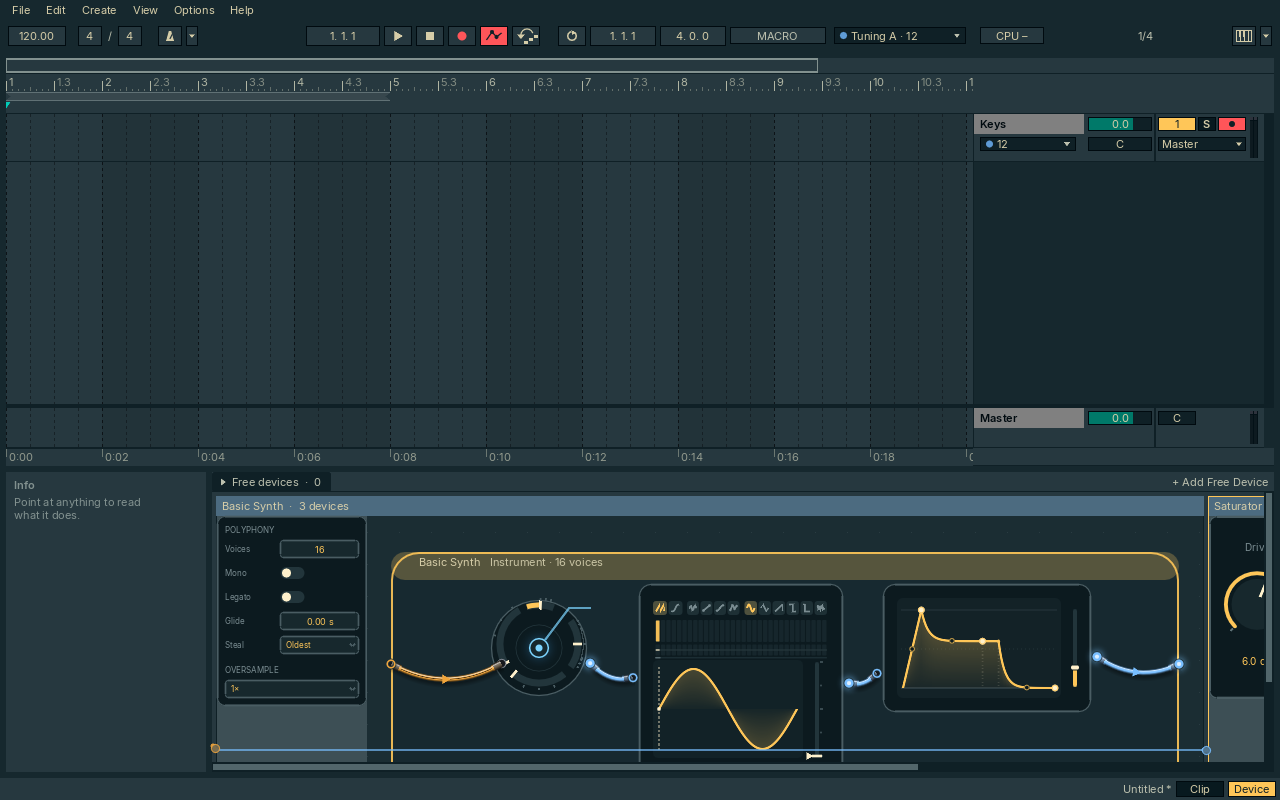 File Edit Create View Options Help
120.00 4 / 4 1. 1. 1 1. 1. 1 4. 0. 0 MACRO Tuning A · 12 CPU – 1/4
1 1.3 2 2.3 3 3.3 4 4.3 5 5.3 6 6.3 7 7.3 8 8.3 9 9.3 10 10.3 1
Keys 0.0 1 S
12 C Master
Master 0.0 C
0:00 0:02 0:04 0:06 0:08 0:10 0:12 0:14 0:16 0:18
Info
Point at anything to read
what it does.
Free devices · 0 + Add Free Device
Basic Synth · 3 devices
Saturator
POLYPHONY
Voices 16
Mono
Legato
Glide 0.00 s
Steal Oldest
OVERSAMPLE
1×
Basic Synth Instrument · 16 voices
Driv
6.0 d
Untitled * Clip Device